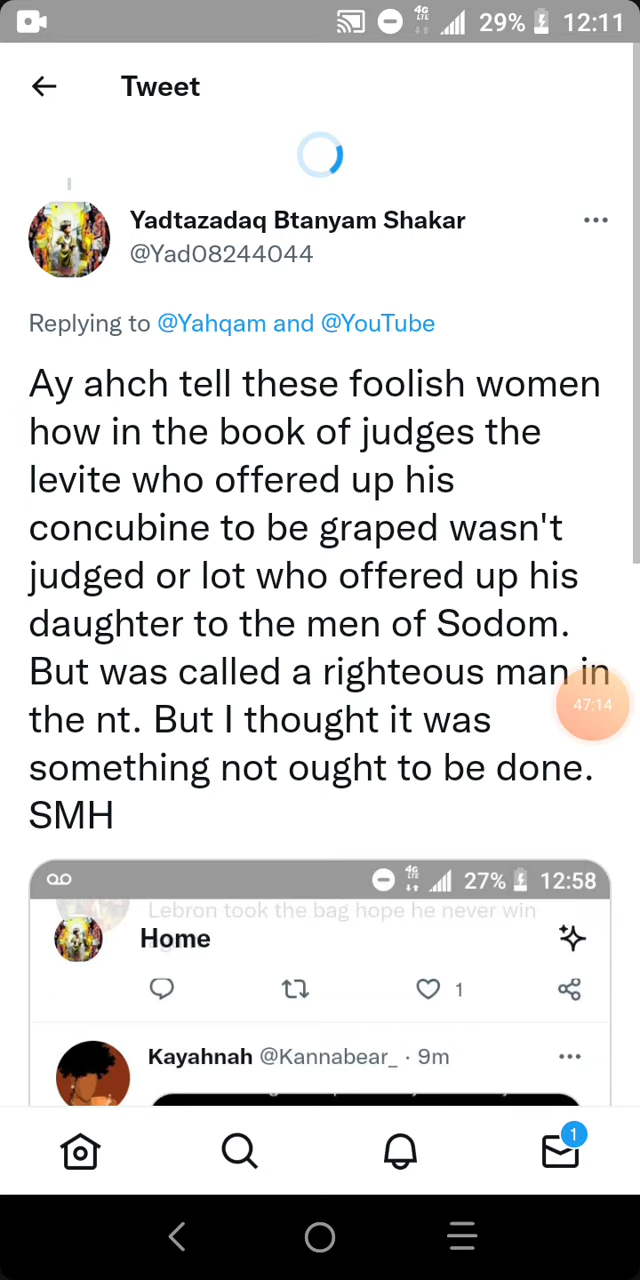 4G
LTE
29%
12:11
Tweet
Yadtazadaq Btanyam Shakar
@Yad08244044
Replying to @Yahqam and @YouTube
Ay ahch tell these foolish women
how in the book of judges the
levite who offered up his
concubine to be graped wasn't
judged or lot who offered up his
daughter to the men of Sodom.
But was called a righteous man in
the nt. But I thought it was
something not ought to be done.
SMH
47:14
4G
LTE
27%
12:58
Lebron took the bag hope he never win
Home
1
Kayahnah @Kannabear_ · 9m
1